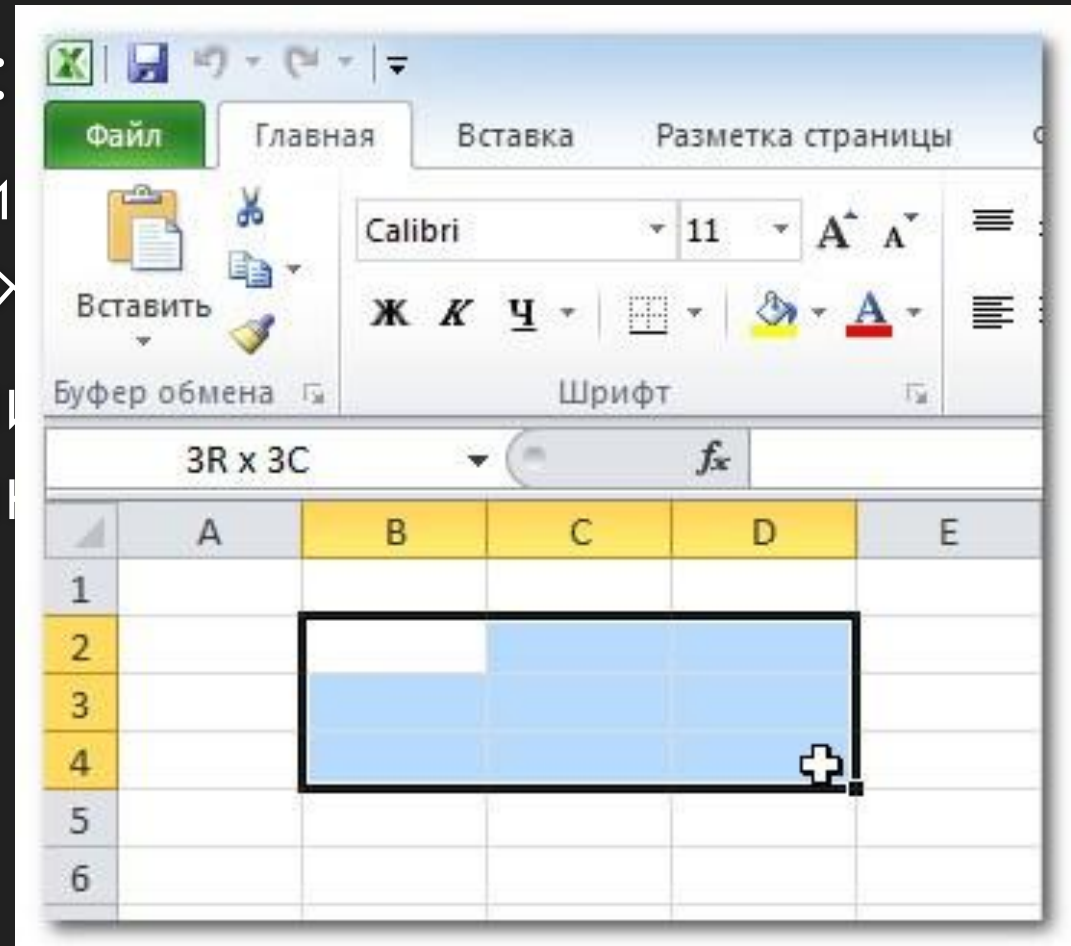 Файл Главная Вставка Разметка страницы
Calibri 11 А А
Вставить Ж К Ч А
Буфер обмена Шрифт
3R x 3C fx
A B C D E
1
2
3
4
5
6